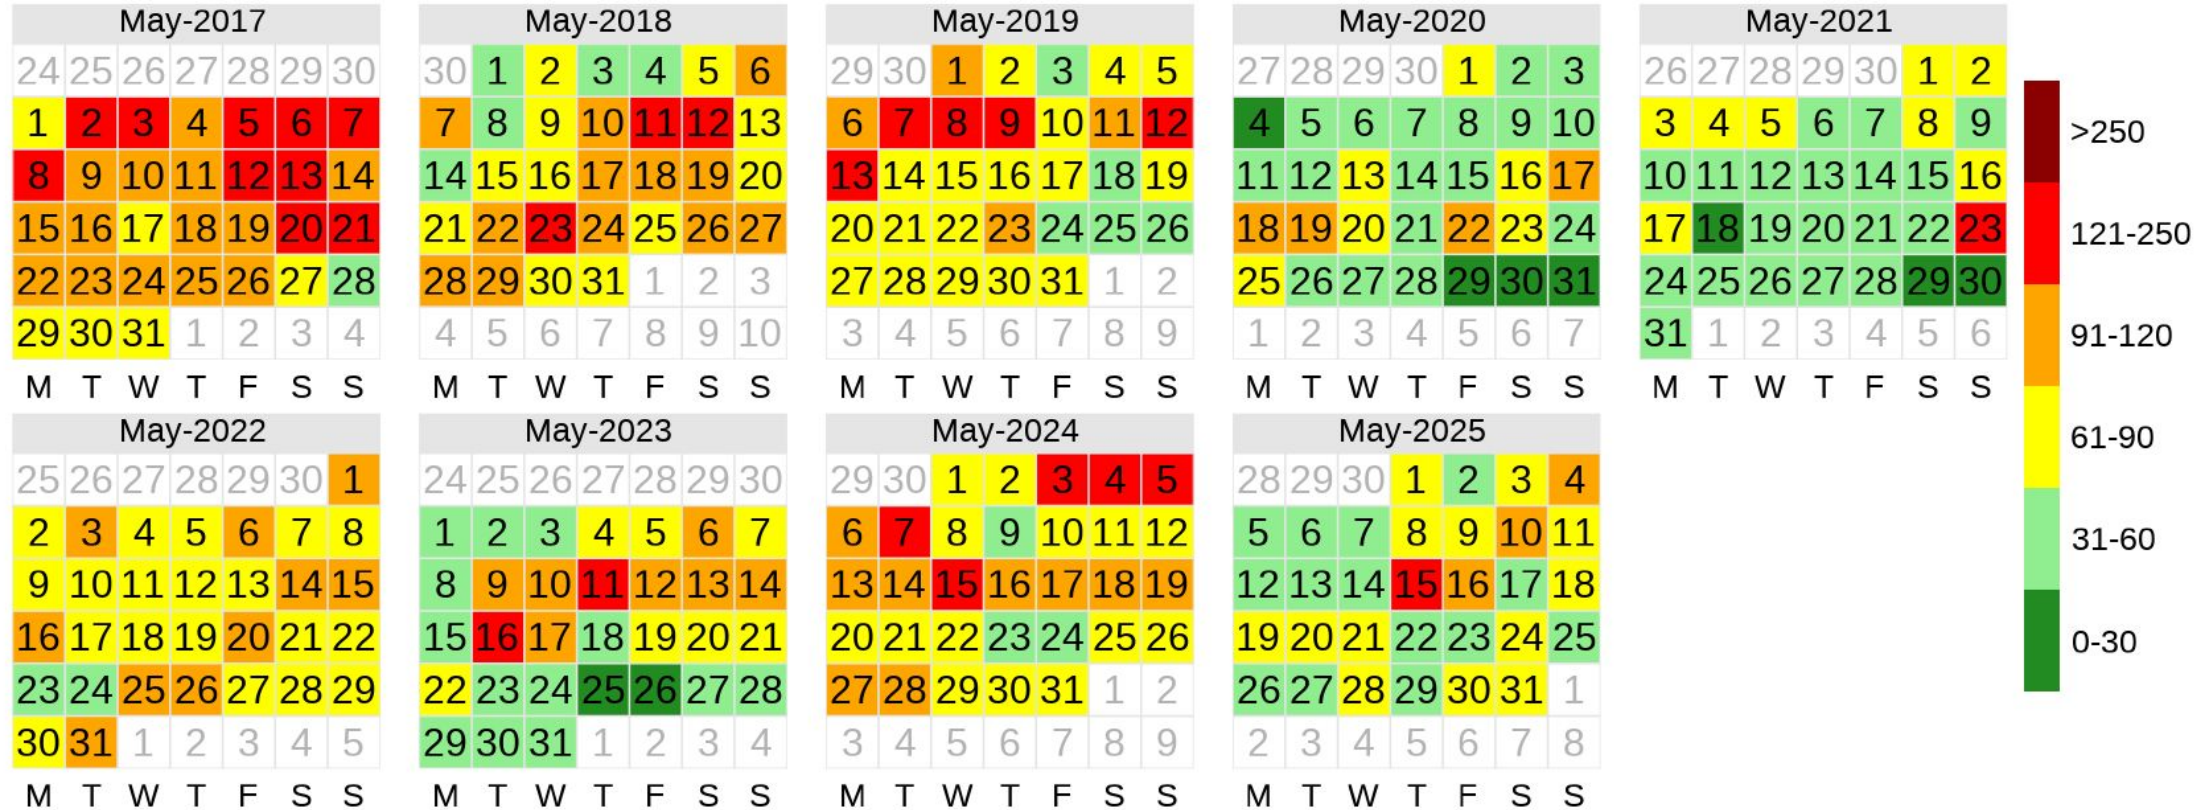 May-2017 May-2018 May-2019 May-2020 May-2021
24 25 26 27 28 29 30 30 1 2 3 4 5 6 29 30 1 2 3 4 5 27 28 29 30 1 2 3 26 27 28 29 30 1 2
1 2 3 4 5 6 7 7 8 9 10 11 12 13 6 7 8 9 10 11 12 4 5 6 7 8 9 10 3 4 5 6 7 8 9 >250
8 9 10 11 12 13 14 14 15 16 17 18 19 20 13 14 15 16 17 18 19 11 12 13 14 15 16 17 10 11 12 13 14 15 16
15 16 17 18 19 20 21 21 22 23 24 25 26 27 20 21 22 23 24 25 26 18 19 20 21 22 23 24 17 18 19 20 21 22 23 121-250
22 23 24 25 26 27 28 28 29 30 31 1 2 3 27 28 29 30 31 1 2 25 26 27 28 29 30 31 24 25 26 27 28 29 30
29 30 31 1 2 3 4 4 5 6 7 8 9 10 3 4 5 6 7 8 9 1 2 3 4 5 6 7 31 1 2 3 4 5 6 91-120
M T W T F S S M T W T F S S M T W T F S S M T W T F S S M T W T F S S
May-2022 May-2023 May-2024 May-2025 61-90
25 26 27 28 29 30 1 24 25 26 27 28 29 30 29 30 1 2 3 4 5 28 29 30 1 2 3 4
2 3 4 5 6 7 8 1 2 3 4 5 6 7 6 7 8 9 10 11 12 5 6 7 8 9 10 11 31-60
9 10 11 12 13 14 15 8 9 10 11 12 13 14 13 14 15 16 17 18 19 12 13 14 15 16 17 18
16 17 18 19 20 21 22 15 16 17 18 19 20 21 20 21 22 23 24 25 26 19 20 21 22 23 24 25 0-30
23 24 25 26 27 28 29 22 23 24 25 26 27 28 27 28 29 30 31 1 2 26 27 28 29 30 31 1
30 31 1 2 3 4 5 29 30 31 1 2 3 4 3 4 5 6 7 8 9 2 3 4 5 6 7 8
M T W T F S S M T W T F S S M T W T F S S M T W T F S S